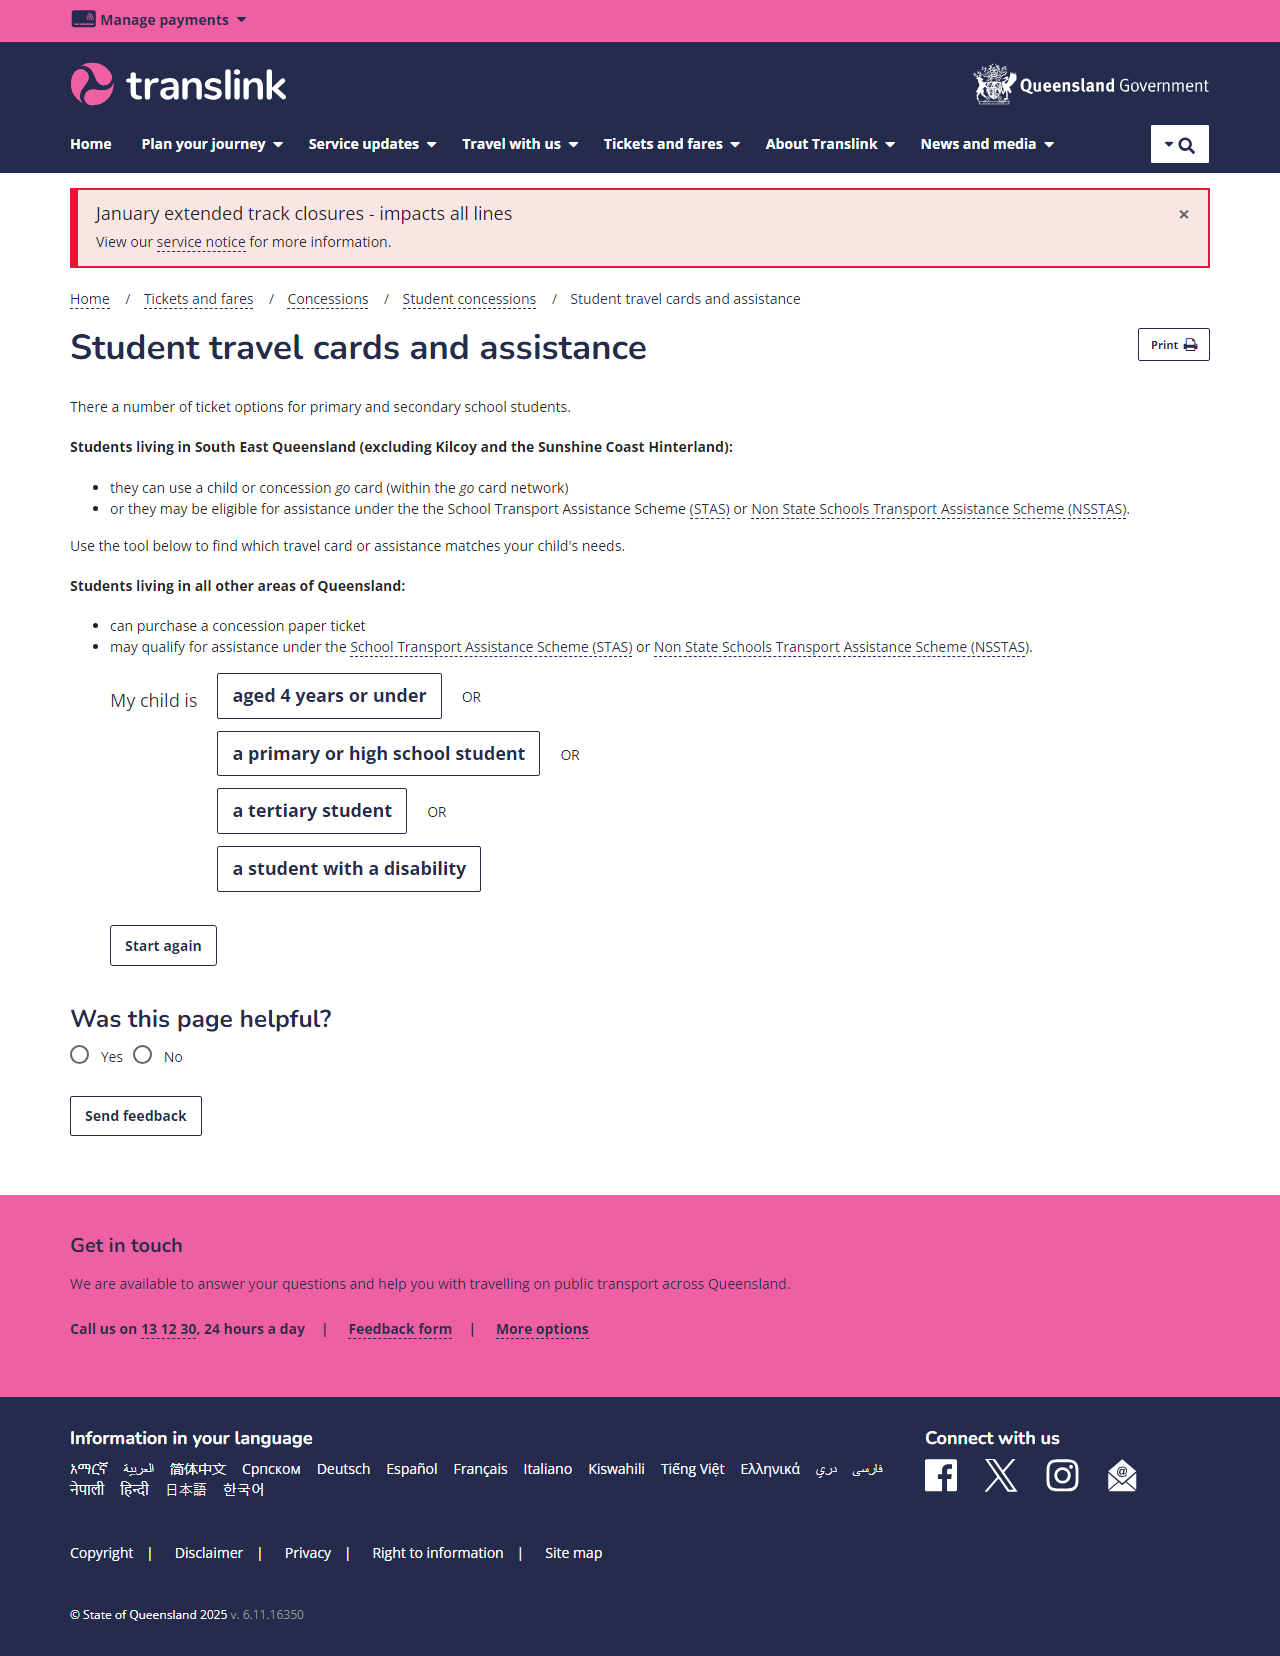 Manage payments
translink
Queensland Government
Home Plan your journey Service updates Travel with us Tickets and fares About Translink News and media
January extended track closures - impacts all lines ×
View our service notice for more information.
Home / Tickets and fares / Concessions / Student concessions / Student travel cards and assistance
Student travel cards and assistance
Print
There a number of ticket options for primary and secondary school students.
Students living in South East Queensland (excluding Kilcoy and the Sunshine Coast Hinterland):
• they can use a child or concession go card (within the go card network)
• or they may be eligible for assistance under the the School Transport Assistance Scheme (STAS) or Non State Schools Transport Assistance Scheme (NSSTAS).
Use the tool below to find which travel card or assistance matches your child's needs.
Students living in all other areas of Queensland:
• can purchase a concession paper ticket
• may qualify for assistance under the School Transport Assistance Scheme (STAS) or Non State Schools Transport Assistance Scheme (NSSTAS).
My child is aged 4 years or under OR
a primary or high school student OR
a tertiary student OR
a student with a disability
Start again
Was this page helpful?
Yes No
Send feedback
Get in touch
We are available to answer your questions and help you with travelling on public transport across Queensland.
Call us on 13 12 30, 24 hours a day | Feedback form | More options
Information in your language
አማርኛ العربية 简体中文 Српском Deutsch Español Français Italiano Kiswahili Tiếng Việt Ελληνικά دري فارسی
नेपाली हिन्दी 日本語 한국어
Connect with us
Copyright | Disclaimer | Privacy | Right to information | Site map
© State of Queensland 2025 v. 6.11.16350